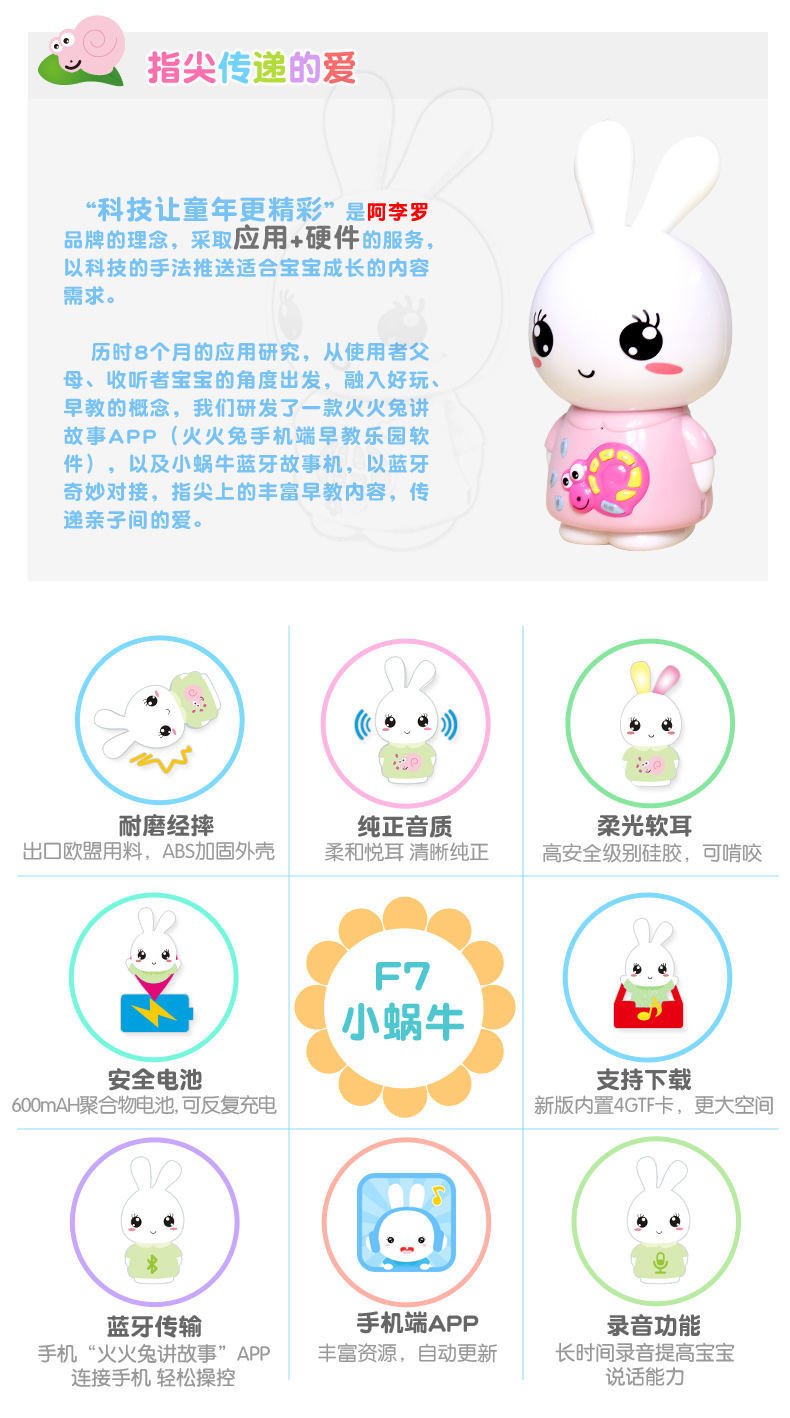 指尖传递的爱
“科技让童年更精彩”是阿李罗
品牌的理念，采取应用+硬件的服务，
以科技的手法推送适合宝宝成长的内容
需求。
历时8个月的应用研究，从使用者父
母、收听者宝宝的角度出发，融入好玩、
早教的概念，我们研发了一款火火兔讲
故事APP（火火兔手机端早教乐园软
件），以及小蜗牛蓝牙故事机，以蓝牙
奇妙对接，指尖上的丰富早教内容，传
递亲子间的爱。
耐磨经摔
出口欧盟用料，ABS加固外壳
纯正音质
柔和悦耳 清晰纯正
柔光软耳
高安全级别硅胶，可啃咬
安全电池
600mAH聚合物电池,可反复充电
F7
小蜗牛
支持下载
新版内置4GTF卡，更大空间
蓝牙传输
手机“火火兔讲故事”APP
连接手机 轻松操控
手机端APP
丰富资源，自动更新
录音功能
长时间录音提高宝宝
说话能力